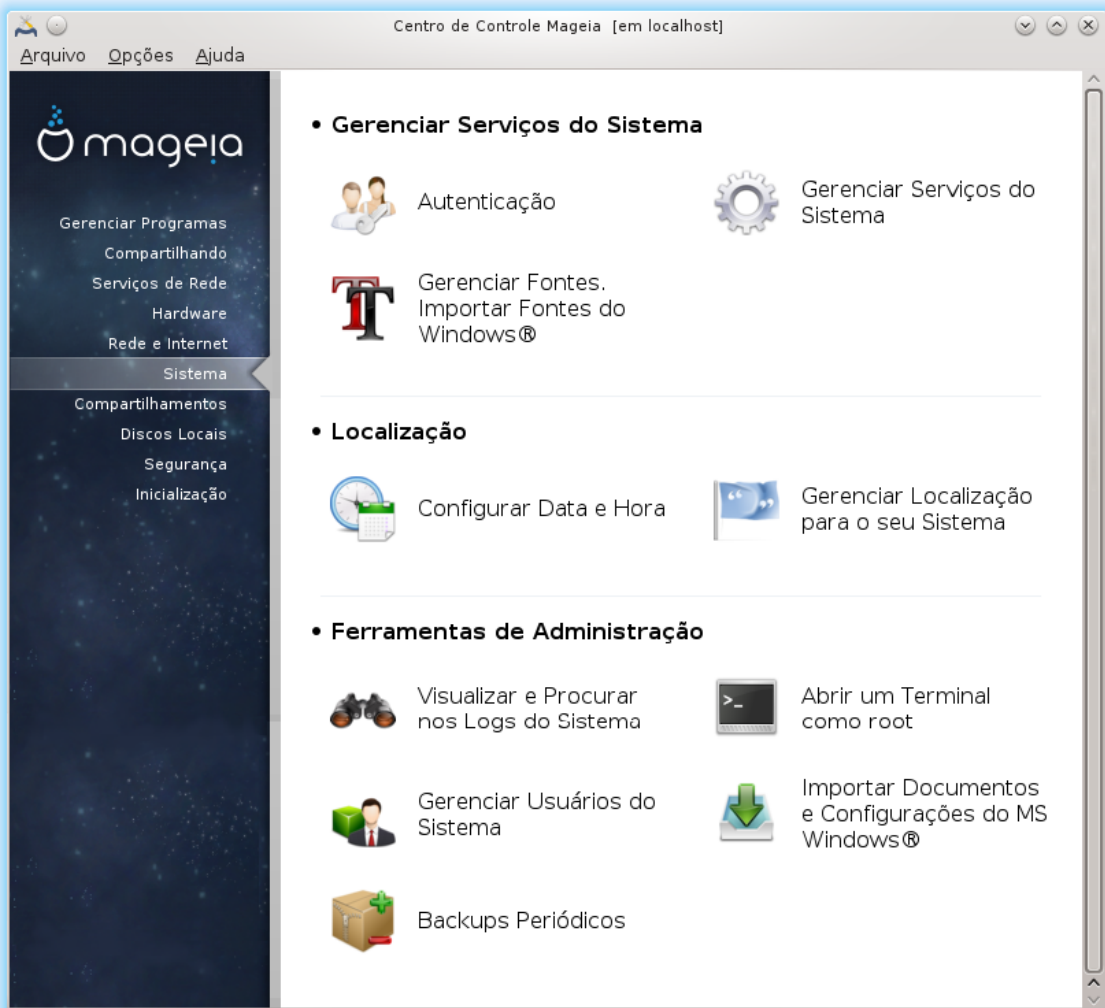 Centro de Controle Mageia [em localhost]
Arquivo Opções Ajuda
mageia
Gerenciar Programas
Compartilhando
Serviços de Rede
Hardware
Rede e Internet
Sistema
Compartilhamentos
Discos Locais
Segurança
Inicialização
• Gerenciar Serviços do Sistema
Autenticação
Gerenciar Serviços do
Sistema
Gerenciar Fontes.
Importar Fontes do
Windows®
• Localização
Configurar Data e Hora
Gerenciar Localização
para o seu Sistema
• Ferramentas de Administração
Visualizar e Procurar
nos Logs do Sistema
>_
Abrir um Terminal
como root
Gerenciar Usuários do
Sistema
Importar Documentos
e Configurações do MS
Windows®
Backups Periódicos